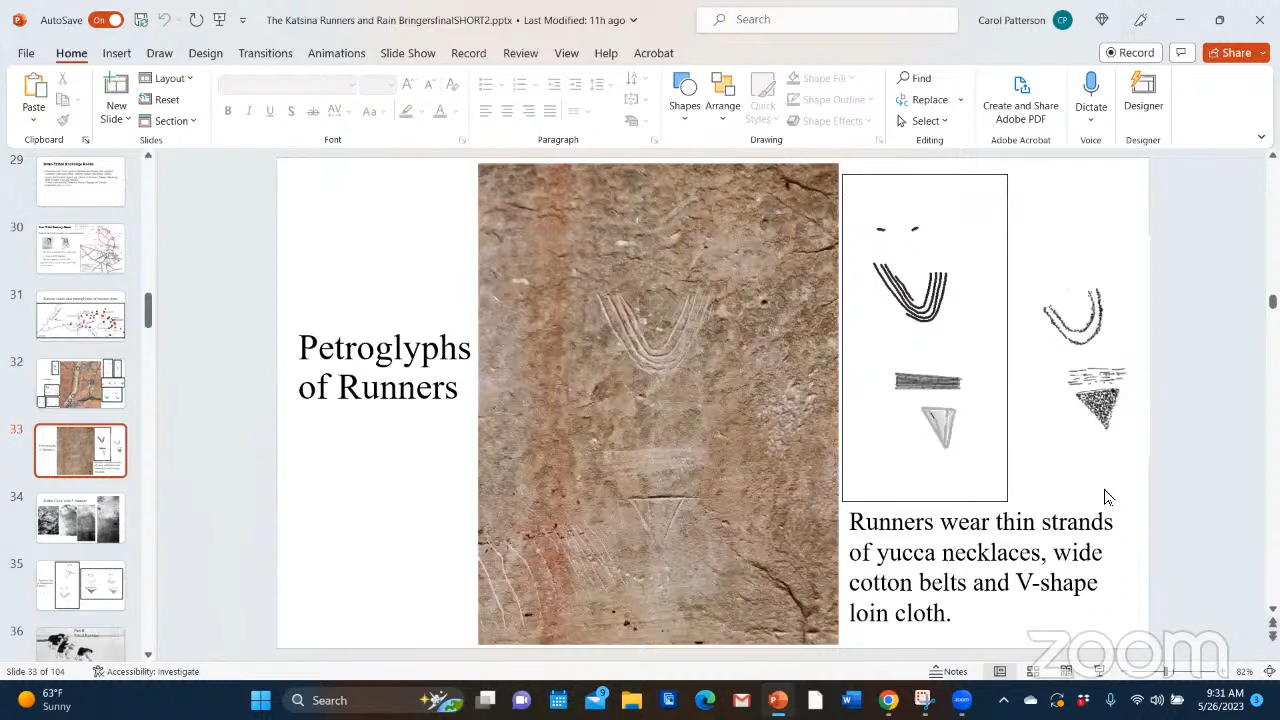 AutoSave On The Katsina Runners and Rain BringersfinalSHORT2.pptx • Last Modified: 11h ago Search Carol Patterson CP
File Home Insert Draw Design Transitions Animations Slide Show Record Review View Help Acrobat Record Share
Paste New Slide Layout Reset Section
B I U S ab AV Aa A
Shapes Arrange Quick Styles Shape Fill Shape Outline Shape Effects
Find Replace Select
Create and Share Adobe PDF Dictate Designer
Clipboard Slides Font Paragraph Drawing Editing Adobe Acrobat Voice Designer
29
30
31
32
33
34
35
36
Petroglyphs
of Runners
Runners wear thin strands
of yucca necklaces, wide
cotton belts and V-shape
loin cloth.
zoom
Slide 33 of 104 Accessibility: Investigate Notes 82%
63°F
Sunny
Search
9
9:31 AM
5/26/2023
3